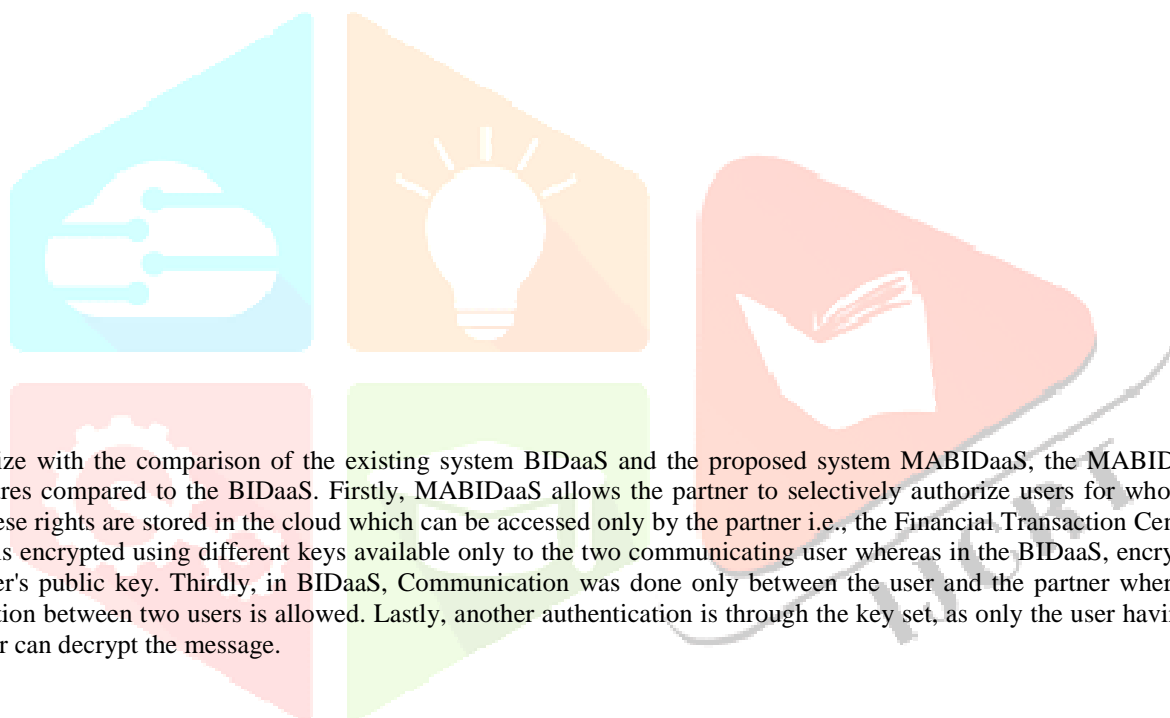 ize with the comparison of the existing system BIDaaS and the proposed system MABIDaaS, the MABID
res compared to the BIDaaS. Firstly, MABIDaaS allows the partner to selectively authorize users for who
ese rights are stored in the cloud which can be accessed only by the partner i.e., the Financial Transaction Cen
is encrypted using different keys available only to the two communicating user whereas in the BIDaaS, encry
er's public key. Thirdly, in BIDaaS, Communication was done only between the user and the partner wher
tion between two users is allowed. Lastly, another authentication is through the key set, as only the user havin
r can decrypt the message.
IJCRT